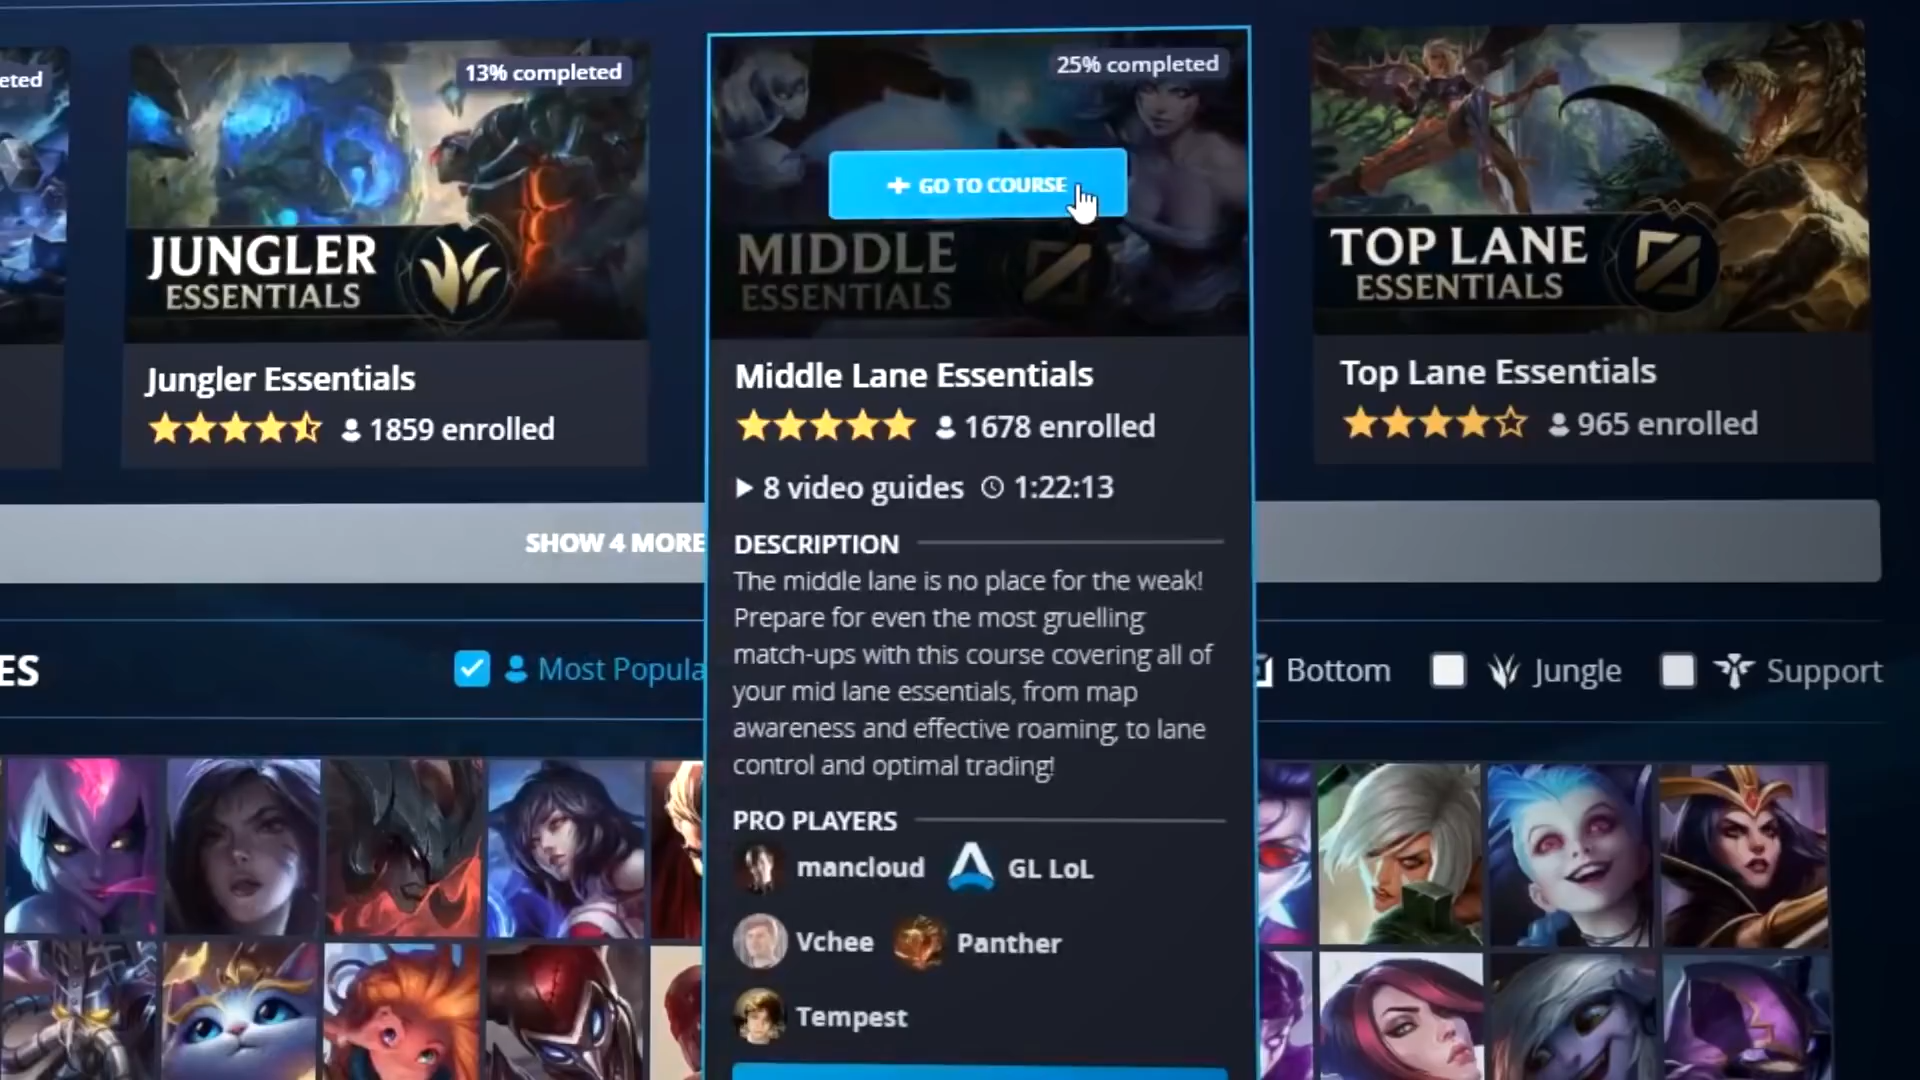 eted
13% completed
JUNGLER
ESSENTIALS
Jungler Essentials
1859 enrolled
25% completed
GO TO COURSE
MIDDLE
ESSENTIALS
Middle Lane Essentials
1678 enrolled
8 video guides 1:22:13
DESCRIPTION
The middle lane is no place for the weak!
Prepare for even the most gruelling
match-ups with this course covering all of
your mid lane essentials, from map
awareness and effective roaming, to lane
control and optimal trading!
PRO PLAYERS
mancloud GL LoL
Vchee Panther
Tempest
TOP LANE
ESSENTIALS
Top Lane Essentials
965 enrolled
SHOW 4 MORE
ES
Most Popula
Bottom Jungle Support